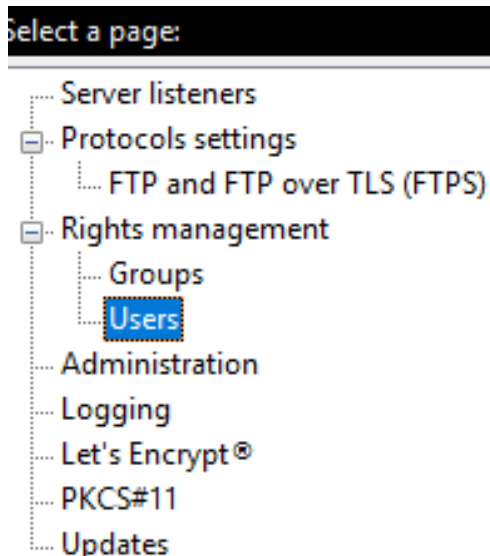 Select a page:
Server listeners
Protocols settings
FTP and FTP over TLS (FTPS)
Rights management
Groups
Users
Administration
Logging
Let's Encrypt®
PKCS#11
Updates